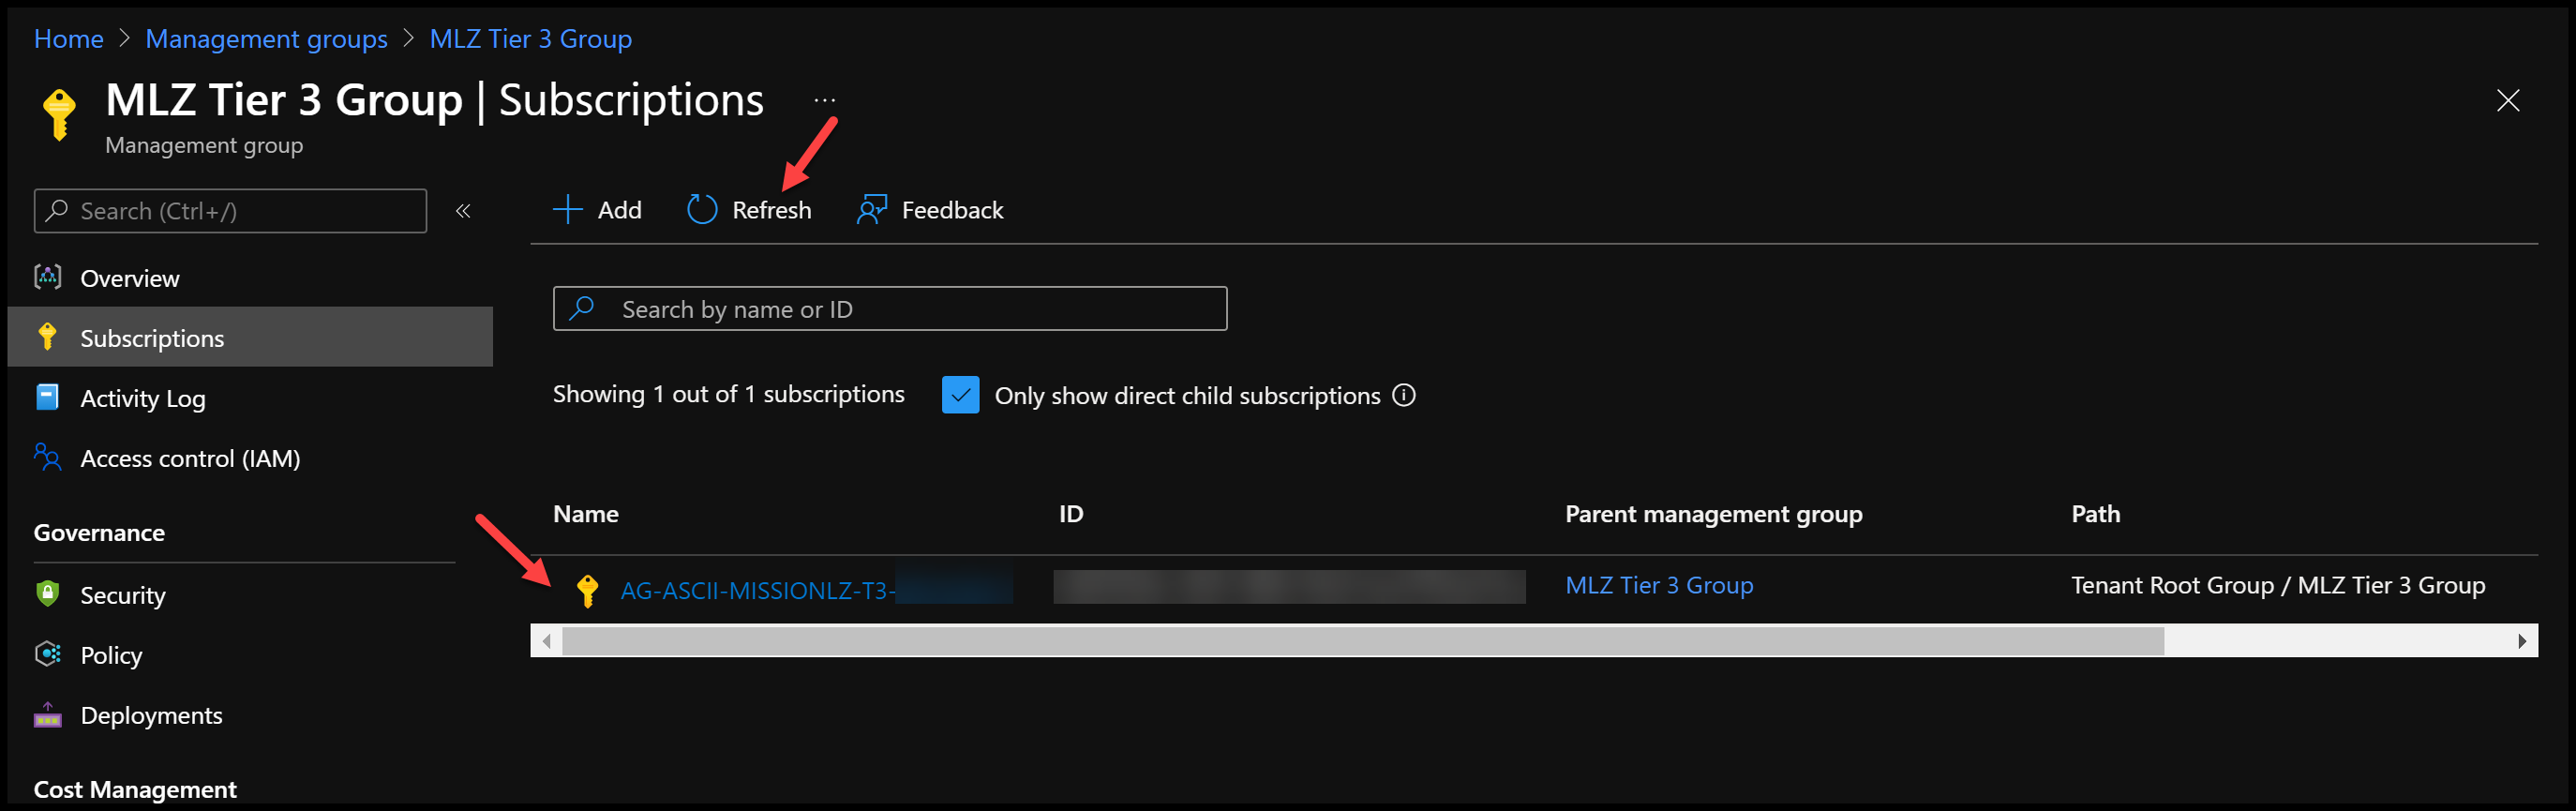 Home > Management groups > MLZ Tier 3 Group
MLZ Tier 3 Group | Subscriptions ...
Management group
Search (Ctrl+/) «
Overview
Subscriptions
Activity Log
Access control (IAM)
Governance
Security
Policy
Deployments
Cost Management
Add Refresh Feedback
Search by name or ID
Showing 1 out of 1 subscriptions Only show direct child subscriptions
Name ID Parent management group Path
AG-ASCII-MISSIONLZ-T3- MLZ Tier 3 Group Tenant Root Group / MLZ Tier 3 Group